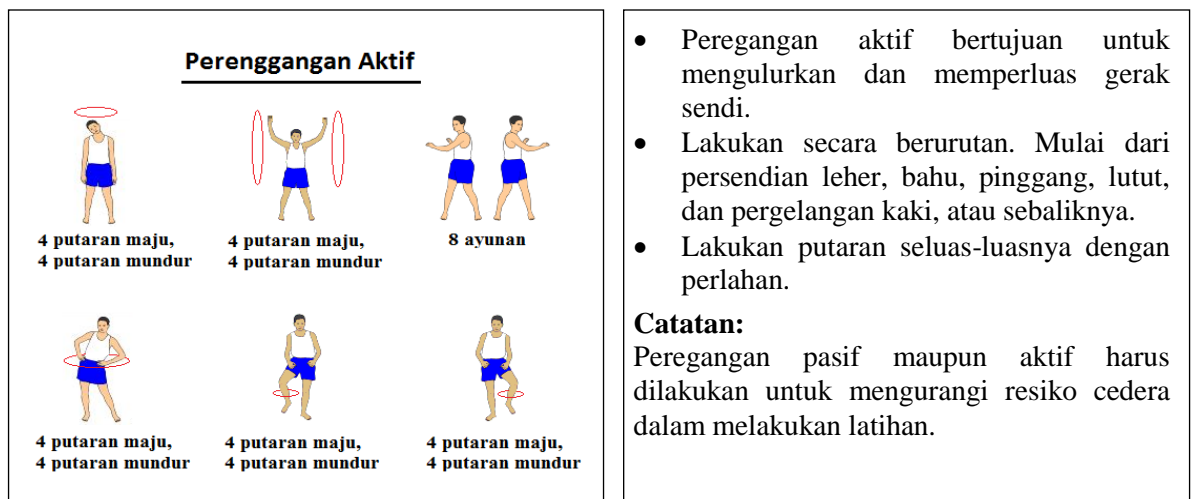 Perenggangan Aktif
4 putaran maju,
4 putaran mundur
4 putaran maju,
4 putaran mundur
8 ayunan
4 putaran maju,
4 putaran mundur
4 putaran maju,
4 putaran mundur
4 putaran maju,
4 putaran mundur
• Peregangan aktif bertujuan untuk
mengulurkan dan memperluas gerak
sendi.
• Lakukan secara berurutan. Mulai dari
persendian leher, bahu, pinggang, lutut,
dan pergelangan kaki, atau sebaliknya.
• Lakukan putaran seluas-luasnya dengan
perlahan.
Catatan:
Peregangan pasif maupun aktif harus
dilakukan untuk mengurangi resiko cedera
dalam melakukan latihan.